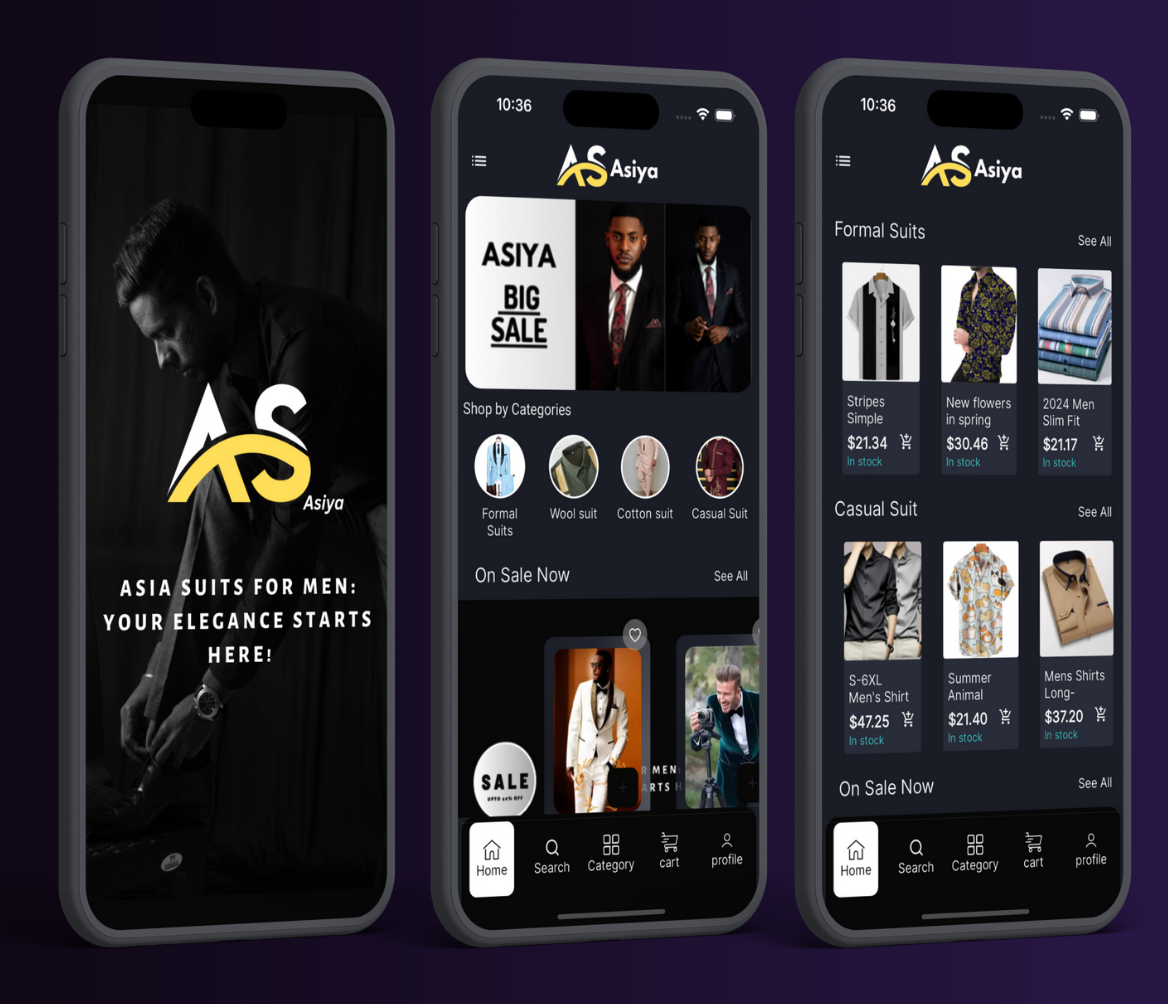 AS
Asiya
ASIA SUITS FOR MEN:
YOUR ELEGANCE STARTS
HERE!
10:36
AS Asiya
ASIYA
BIG
SALE
Shop by Categories
Formal
Suits
Wool suit
Cotton suit
Casual Suit
On Sale Now
See All
R MEN:
ARTS H
SALE
UPTO
OFF
Home
Search
Category
cart
profile
10:36
AS Asiya
Formal Suits
See All
Stripes
Simple
$21.34
In stock
New flowers
in spring
$30.46
In stock
2024 Men
Slim Fit
$21.17
In stock
Casual Suit
See All
S-6XL
Men's Shirt
$47.25
In stock
Summer
Animal
$21.40
In stock
Mens Shirts
Long-
$37.20
In stock
On Sale Now
See All
Home
Search
Category
cart
profile